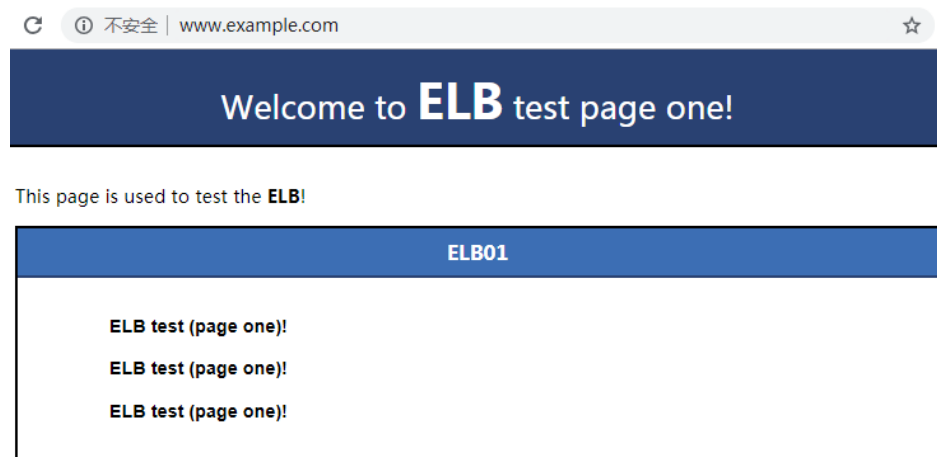 不安全 | www.example.com
Welcome to ELB test page one!
This page is used to test the ELB!
ELB01
ELB test (page one)!
ELB test (page one)!
ELB test (page one)!